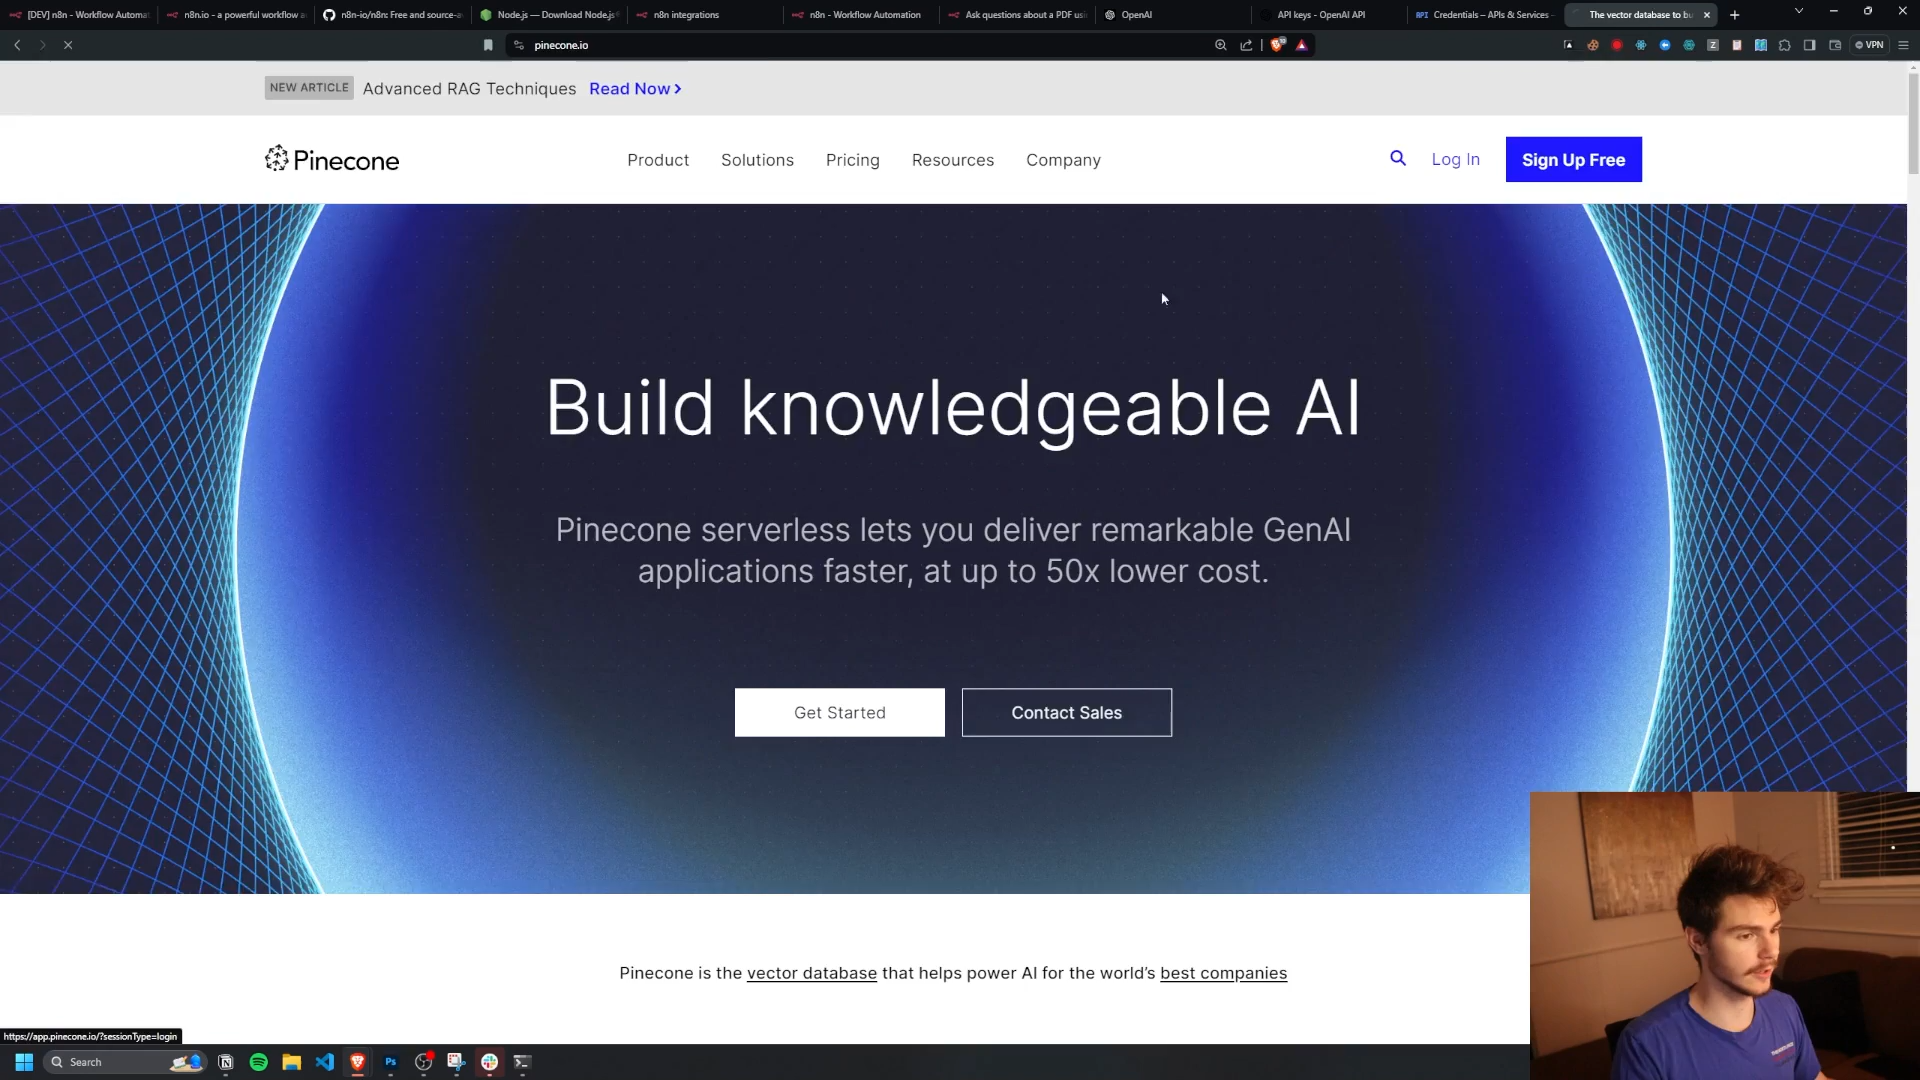 [DEV] n8n - Workflow Automat
n8n.io - a powerful workflow a
n8n-io/n8n: Free and source-a
Node.js — Download Node.js®
n8n integrations
n8n - Workflow Automation
Ask questions about a PDF usi
OpenAI
API keys - OpenAI API
API Credentials – APIs & Services –
The vector database to bu
pinecone.io
VPN
NEW ARTICLE Advanced RAG Techniques Read Now >
Pinecone
Product Solutions Pricing Resources Company
Log In
Sign Up Free
Build knowledgeable AI
Pinecone serverless lets you deliver remarkable GenAI
applications faster, at up to 50x lower cost.
Get Started
Contact Sales
Pinecone is the vector database that helps power AI for the world's best companies
https://app.pinecone.io/?sessionType=login
Search
Ps